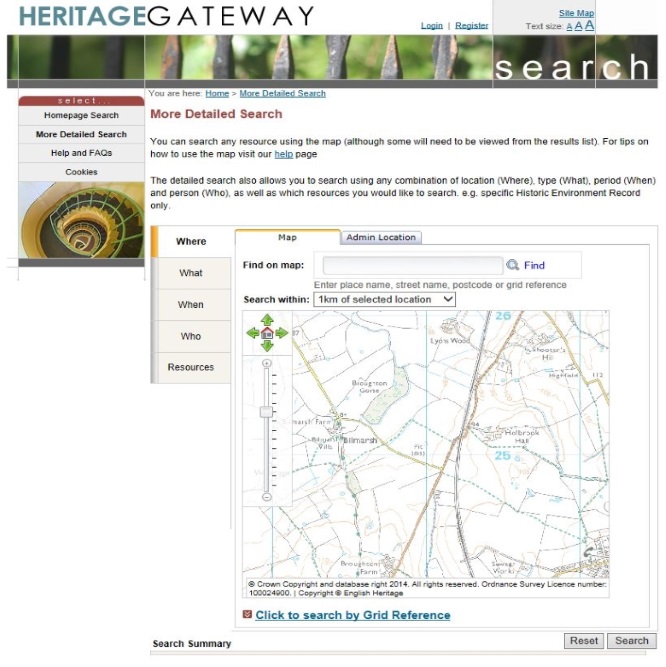 HERITAGEGATEWAY
Login | Register
Site Map
Text size: A A A
search
select...
Homepage Search
More Detailed Search
Help and FAQs
Cookies
You are here: Home > More Detailed Search
More Detailed Search
You can search any resource using the map (although some will need to be viewed from the results list). For tips on
how to use the map visit our help page
The detailed search also allows you to search using any combination of location (Where), type (What), period (When)
and person (Who), as well as which resources you would like to search. e.g. specific Historic Environment Record
only.
Where
What
When
Who
Resources
Map
Admin Location
Find on map:
Find
Enter place name, street name, postcode or grid reference
Search within: 1km of selected location
26
Lyons Wood
Hill
Highfield
112
Broughton
Gorse
Marsh Farm
Bilmarsh
Holbrook
Hall
25
Broughton
Farm
© Crown Copyright and database right 2014. All rights reserved. Ordnance Survey Licence number:
100024900. | Copyright © English Heritage
Click to search by Grid Reference
Search Summary
Reset
Search